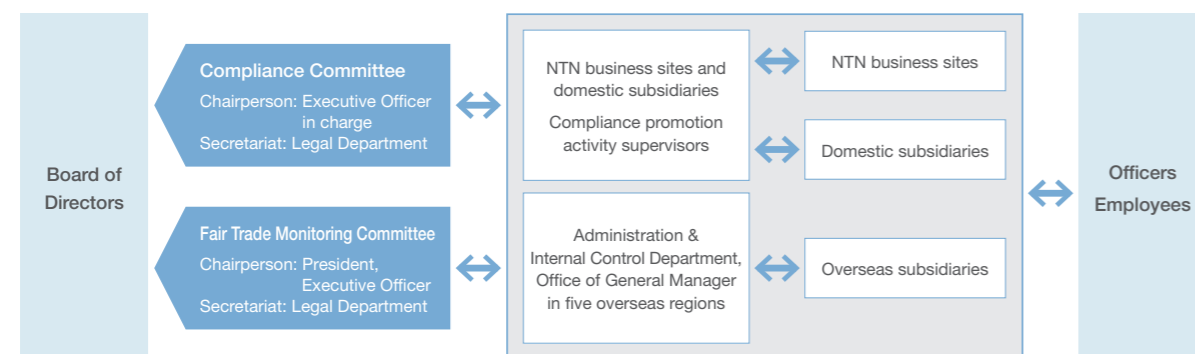 Board of
Directors
Compliance Committee
Chairperson: Executive Officer
in charge
Secretariat: Legal Department
Fair Trade Monitoring Committee
Chairperson: President,
Executive Officer
Secretariat: Legal Department
NTN business sites and
domestic subsidiaries
Compliance promotion
activity supervisors
Administration &
Internal Control Department,
Office of General Manager
in five overseas regions
NTN business sites
Domestic subsidiaries
Overseas subsidiaries
Officers
Employees